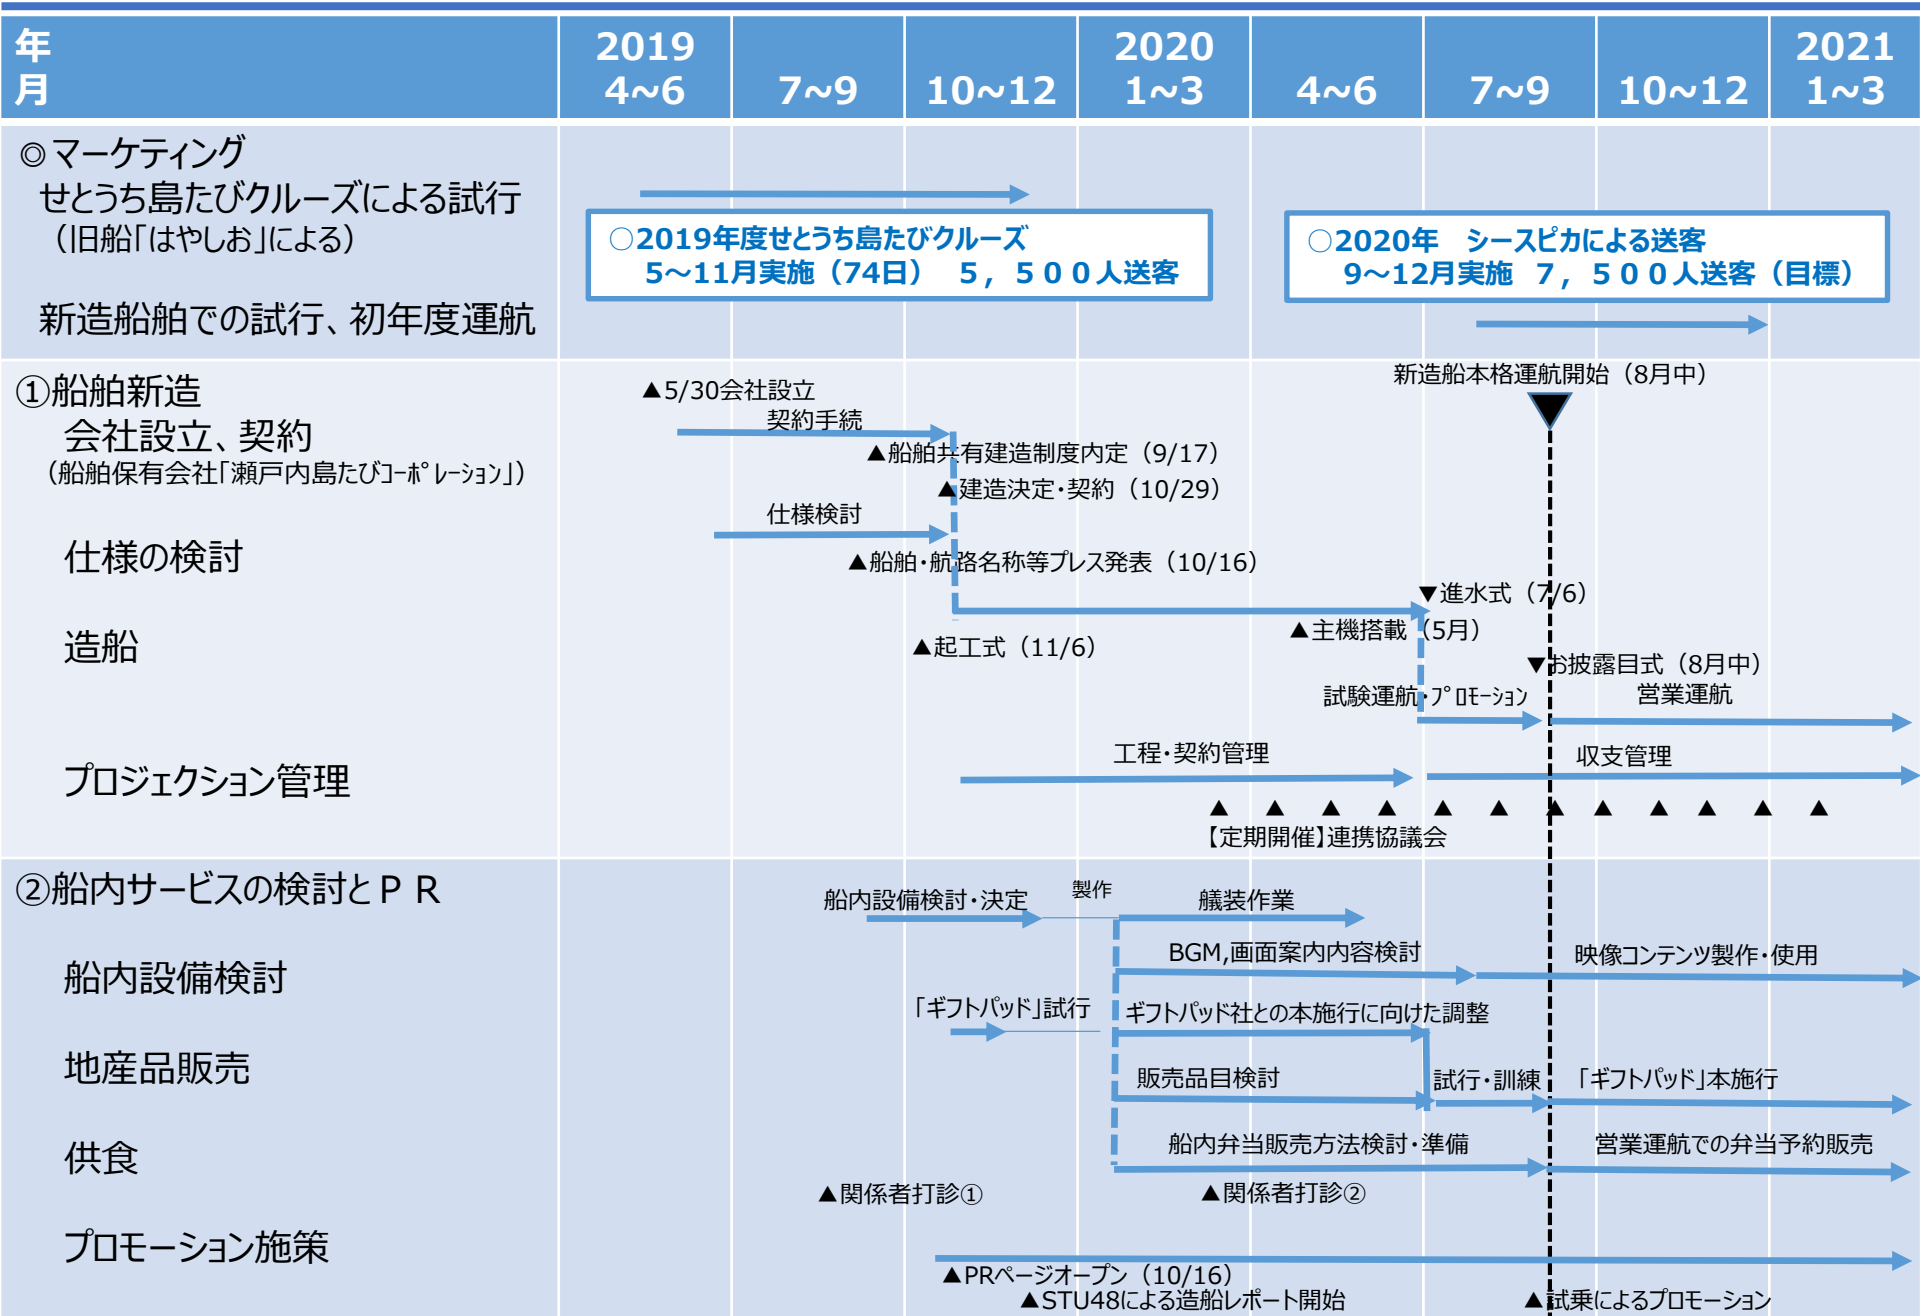 年
月
2019
4~6
7~9
10~12
2020
1~3
4~6
7~9
10~12
2021
1~3
◎マーケティング
せとうち島たびクルーズによる試行
（旧船「はやしお」による）
新造船舶での試行、初年度運航
○2019年度せとうち島たびクルーズ
5～11月実施（74日）　５，５００人送客
○2020年　シースピカによる送客
9～12月実施　７，５００人送客（目標）
①船舶新造
会社設立、契約
（船舶保有会社「瀬戸内島たびｺｰﾎﾟﾚｰｼｮﾝ」）
仕様の検討
造船
プロジェクション管理
▲5/30会社設立
契約手続
▲船舶共有建造制度内定（9/17）
▲建造決定・契約（10/29）
仕様検討
▲船舶・航路名称等プレス発表（10/16）
新造船本格運航開始（8月中）
▼進水式（7/6）
▲主機搭載（5月）
▲起工式（11/6）
▼お披露目式（8月中）
試験運航・ﾌﾟﾛﾓｰｼｮﾝ
営業運航
工程・契約管理
収支管理
▲ ▲ ▲ ▲ ▲ ▲ ▲ ▲ ▲ ▲ ▲ ▲
【定期開催】連携協議会
②船内サービスの検討とＰＲ
船内設備検討
地産品販売
供食
プロモーション施策
船内設備検討・決定
製作
艤装作業
BGM,画面案内内容検討
映像コンテンツ製作・使用
「ギフトパッド」試行
ギフトパッド社との本施行に向けた調整
販売品目検討
試行・訓練
「ギフトパッド」本施行
船内弁当販売方法検討・準備
営業運航での弁当予約販売
▲関係者打診①
▲関係者打診②
▲PRページオープン（10/16）
▲STU48による造船レポート開始
▲試乗によるプロモーション